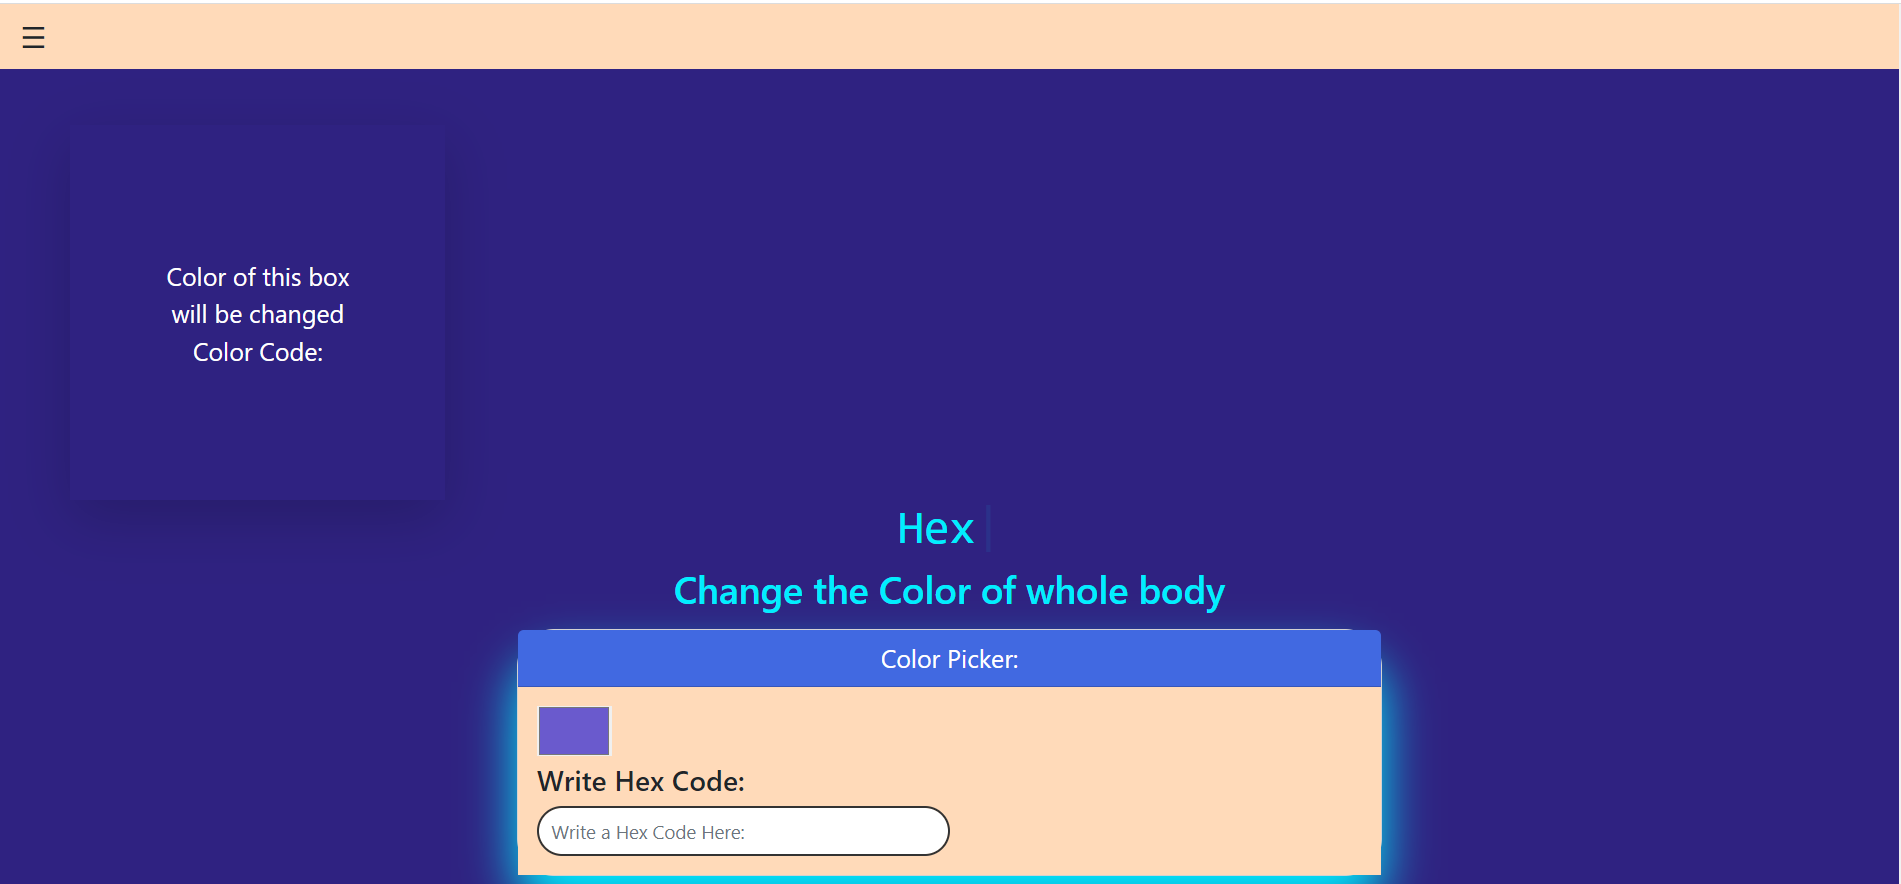 Color of this box
will be changed
Color Code:
Hex
Change the Color of whole body
Color Picker:
Write Hex Code:
Write a Hex Code Here: